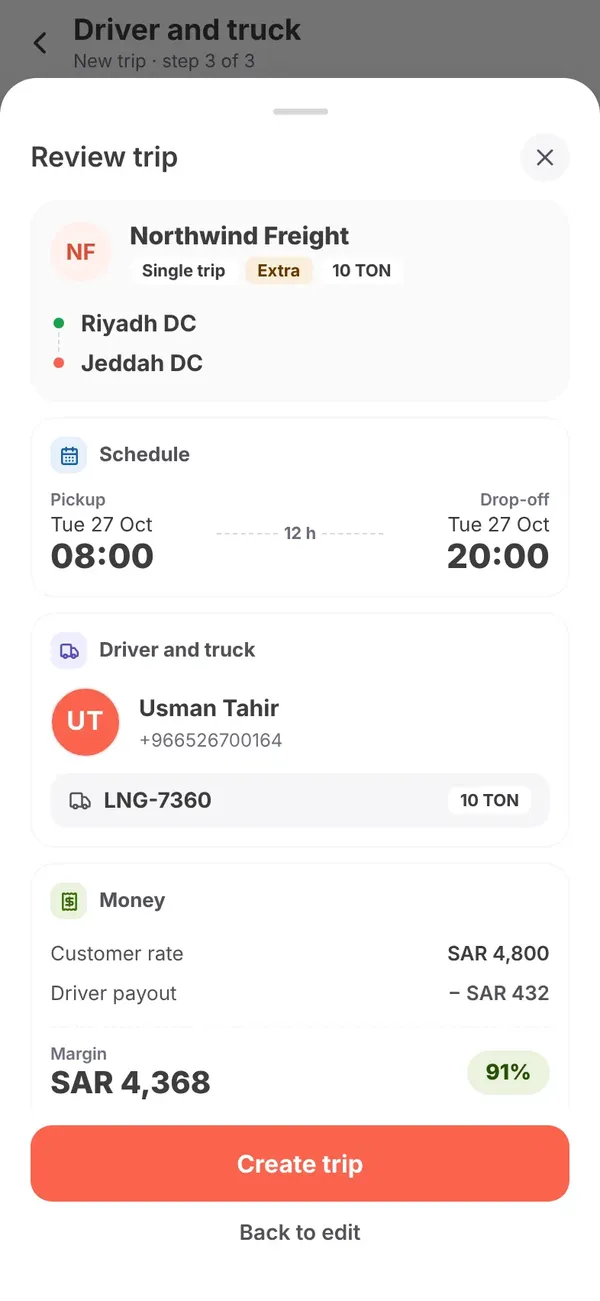 Driver and truck
New trip · step 3 of 3
Review trip
NF
Northwind Freight
Single trip Extra 10 TON
Riyadh DC
Jeddah DC
Schedule
Pickup Drop-off
Tue 27 Oct 12 h Tue 27 Oct
08:00 20:00
Driver and truck
UT
Usman Tahir
+966526700164
LNG-7360 10 TON
Money
Customer rate SAR 4,800
Driver payout − SAR 432
Margin
SAR 4,368 91%
Create trip
Back to edit